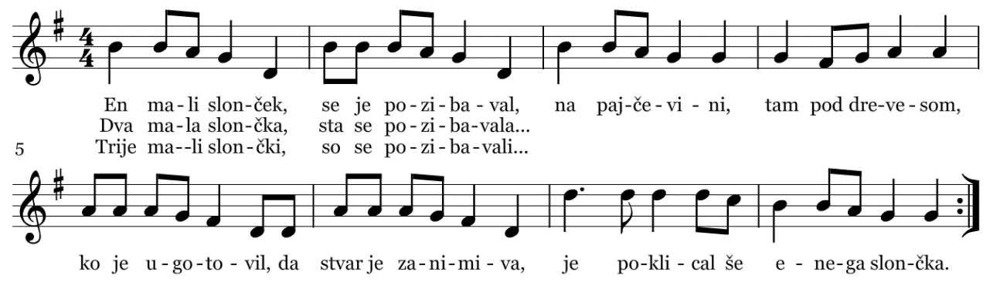 4
4
En ma-li slon-ček, se je po-zi-ba-val, na paj-če-vi-ni, tam pod dre-ve-som,
Dva ma-la slon-čka, sta se po-zi-ba-vala...
5 Trije ma--li slon-čki, so se po-zi-ba-vali...
ko je u-go-to-vil, da stvar je za-ni-mi-va, je po-kli-cal še e-ne-ga slon-čka.